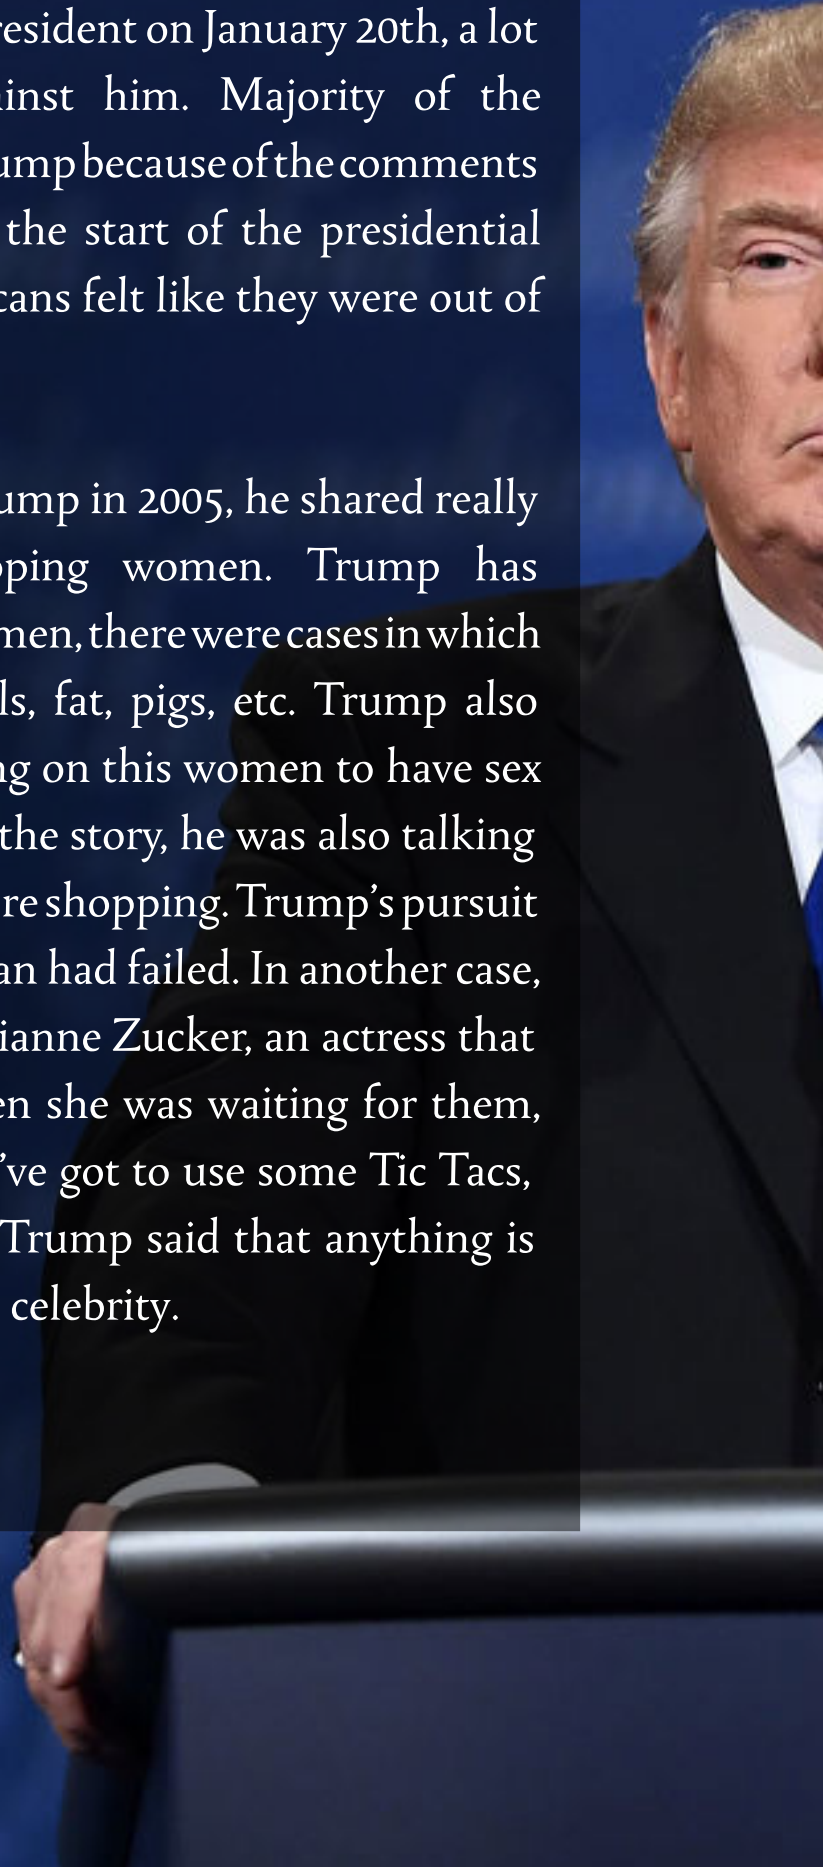 resident on January 20th, a lot
inst him. Majority of the
ump because of the comments
the start of the presidential
cans felt like they were out of
ump in 2005, he shared really
pping women. Trump has
men, there were cases in which
ls, fat, pigs, etc. Trump also
ng on this women to have sex
the story, he was also talking
re shopping. Trump's pursuit
an had failed. In another case,
ianne Zucker, an actress that
en she was waiting for them,
've got to use some Tic Tacs,
Trump said that anything is
celebrity.